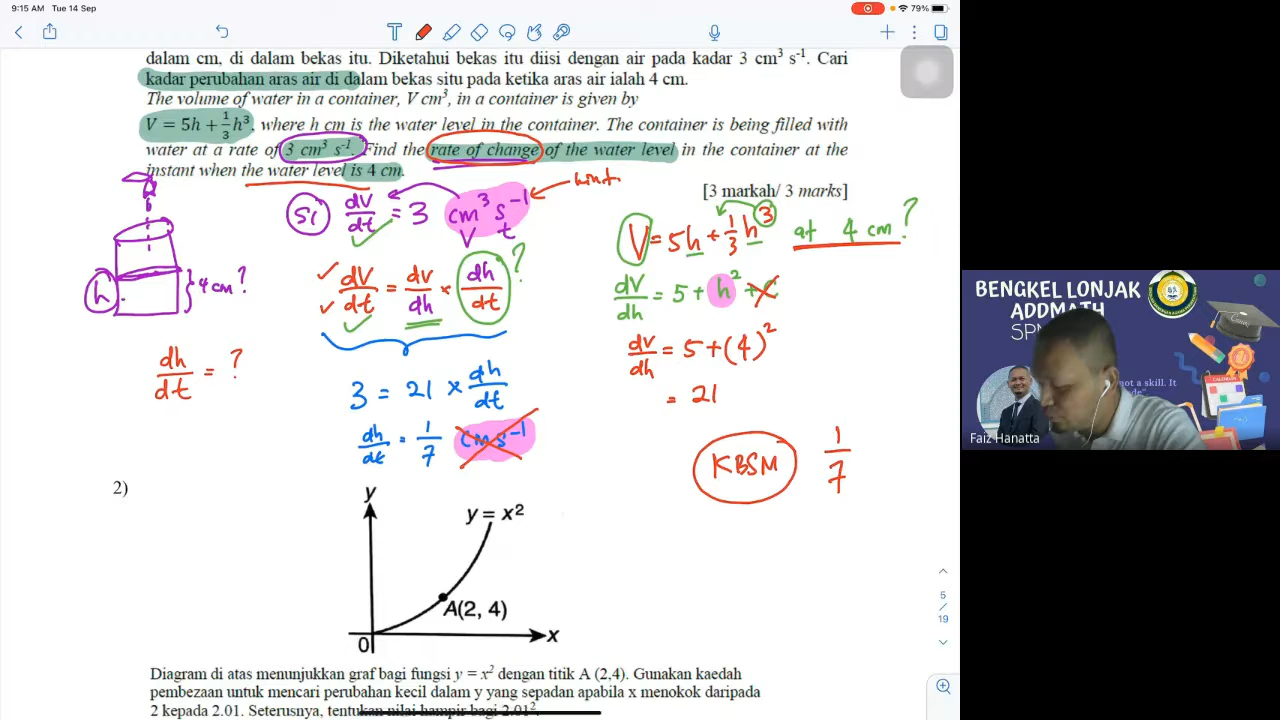 9:15 AM Tue 14 Sep
79%
dalam cm, di dalam bekas itu. Diketahui bekas itu diisi dengan air pada kadar 3 cm³ s⁻¹. Cari
kadar perubahan aras air di dalam bekas situ pada ketika aras air ialah 4 cm.
The volume of water in a container, V cm³, in a container is given by
V = 5h + 1/3 h³, where h cm is the water level in the container. The container is being filled with
water at a rate of 3 cm³ s⁻¹. Find the rate of change of the water level in the container at the
instant when the water level is 4 cm.
[3 markah/ 3 marks]
dV/dt = 3 cm³ s⁻¹
V t
h
4 cm?
dh/dt = ?
dV/dt = dv/dh × dh/dt ?
3 = 21 × dh/dt
dh/dt = 1/7 cms⁻¹
V = 5h + 1/3 h³
at 4 cm?
dV/dh = 5 + h² + c
dv/dh = 5 + (4)²
= 21
KBSM 1/7
2)
y
y = x²
A(2, 4)
0
x
Diagram di atas menunjukkan graf bagi fungsi y = x² dengan titik A (2,4). Gunakan kaedah
pembezaan untuk mencari perubahan kecil dalam y yang sepadan apabila x menokok daripada
2 kepada 2.01. Seterusnya, tentukan nilai hampir bagi 2.01².
5
/
19
BENGKEL LONJAK
ADDMATH
SPM
not a skill. It
CALENDAR
Faiz Hanatta